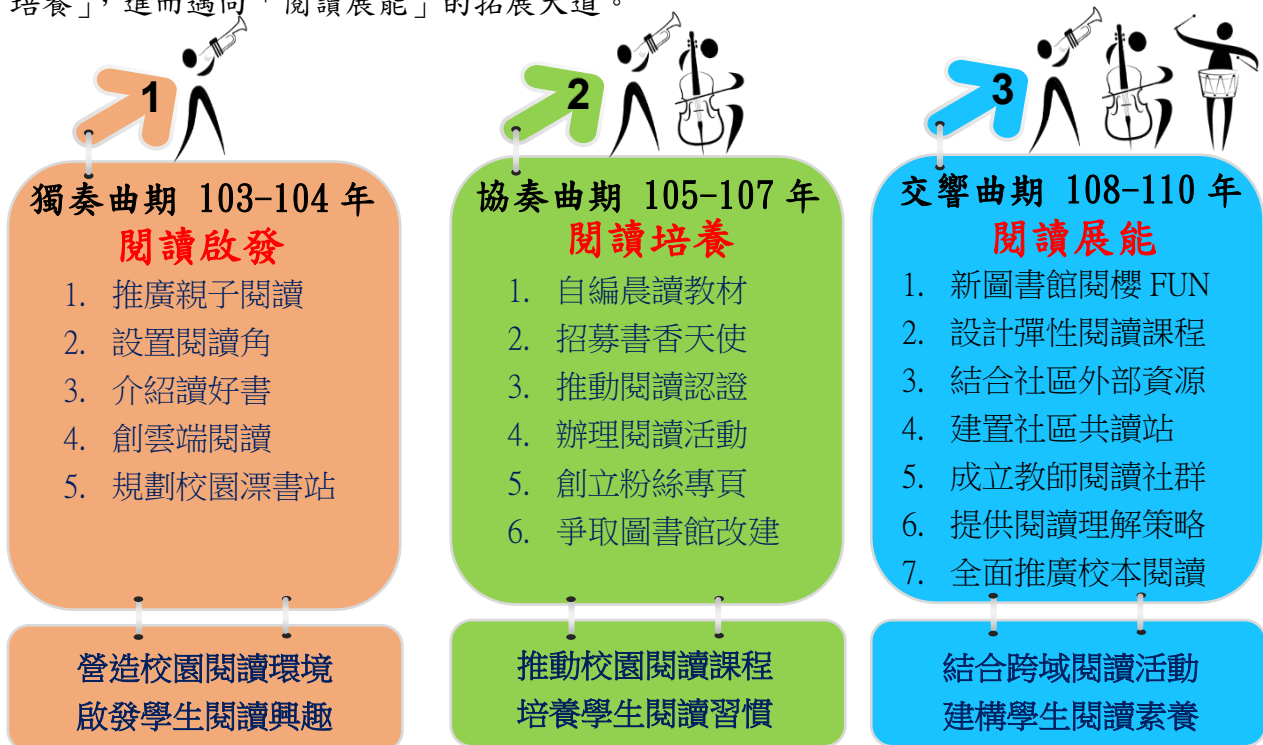 培養」，進而邁向「閱讀展能」的拓展大道。
1
獨奏曲期 103-104 年
閱讀啟發
1. 推廣親子閱讀
2. 設置閱讀角
3. 介紹讀好書
4. 創雲端閱讀
5. 規劃校園漂書站
營造校園閱讀環境
啟發學生閱讀興趣
2
協奏曲期 105-107 年
閱讀培養
1. 自編晨讀教材
2. 招募書香天使
3. 推動閱讀認證
4. 辦理閱讀活動
5. 創立粉絲專頁
6. 爭取圖書館改建
推動校園閱讀課程
培養學生閱讀習慣
3
交響曲期 108-110 年
閱讀展能
1. 新圖書館閱櫻 FUN
2. 設計彈性閱讀課程
3. 結合社區外部資源
4. 建置社區共讀站
5. 成立教師閱讀社群
6. 提供閱讀理解策略
7. 全面推廣校本閱讀
結合跨域閱讀活動
建構學生閱讀素養